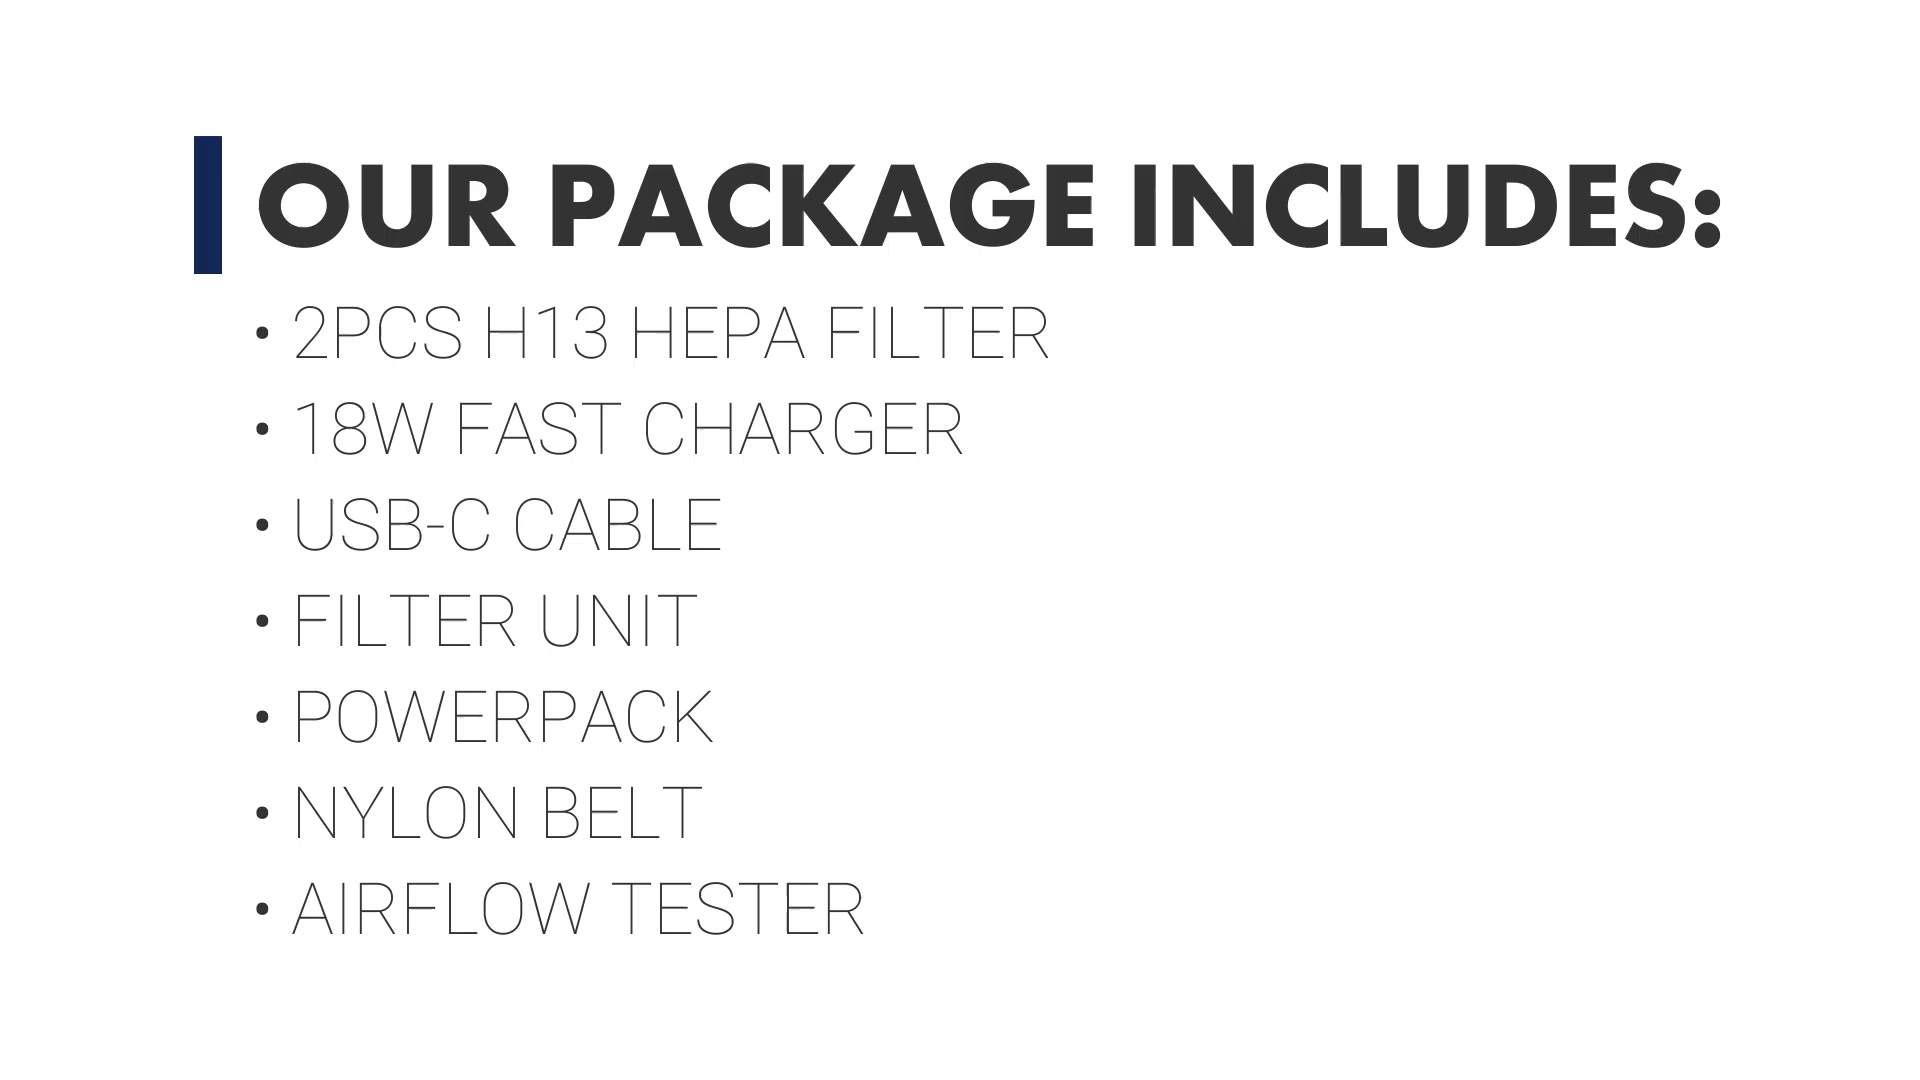 OUR PACKAGE INCLUDES:
• 2PCS H13 HEPA FILTER
• 18W FAST CHARGER
• USB-C CABLE
• FILTER UNIT
• POWERPACK
• NYLON BELT
• AIRFLOW TESTER